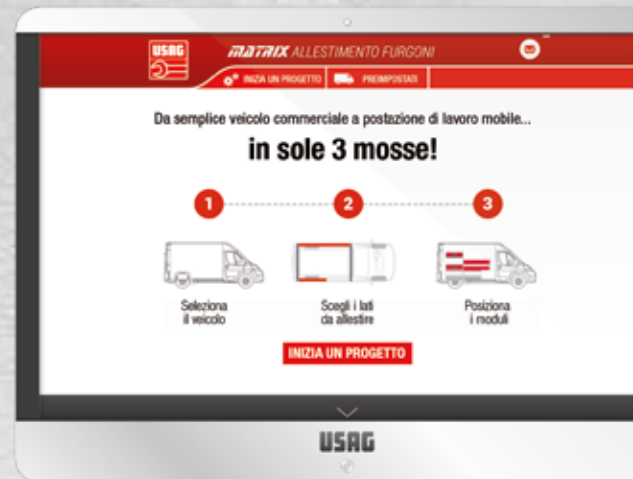 USAG
MATRIX ALLESTIMENTO FURGONI
INIZIA UN PROGETTO
PREIMPOSTATI
Da semplice veicolo commerciale a postazione di lavoro mobile...
in sole 3 mosse!
1
2
3
Seleziona
il veicolo
Scegli i lati
da allestire
Posiziona
i moduli
INIZIA UN PROGETTO
USAG